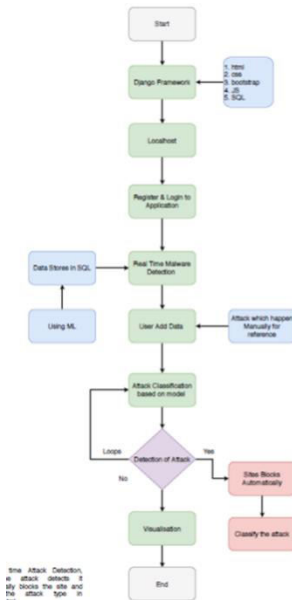 Start
Django Framework
1. html
2. css
3. bootstrap
4. JS
5. SQL
Localhost
Register & Login to
Application
Data Stores in SQL
Real Time Malware
Detection
Using ML
User Add Data
Attack which happen
Manually for
reference
Attack Classification
based on model
Loops
Detection of Attack
Yes
No
Sites Blocks
Automatically
Visualisation
Classify the attack
End
time Attack Detection,
attack detects it
ally blocks the site and
the attack type in